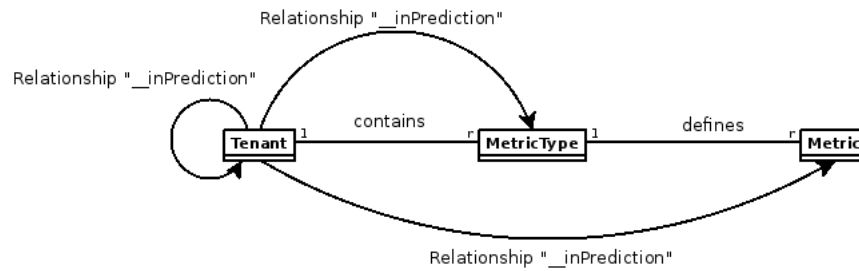 Relationship "__inPrediction"
Relationship "__inPrediction"
contains
defines
Tenant
1
r
MetricType
1
r
Metric
Relationship "__inPrediction"